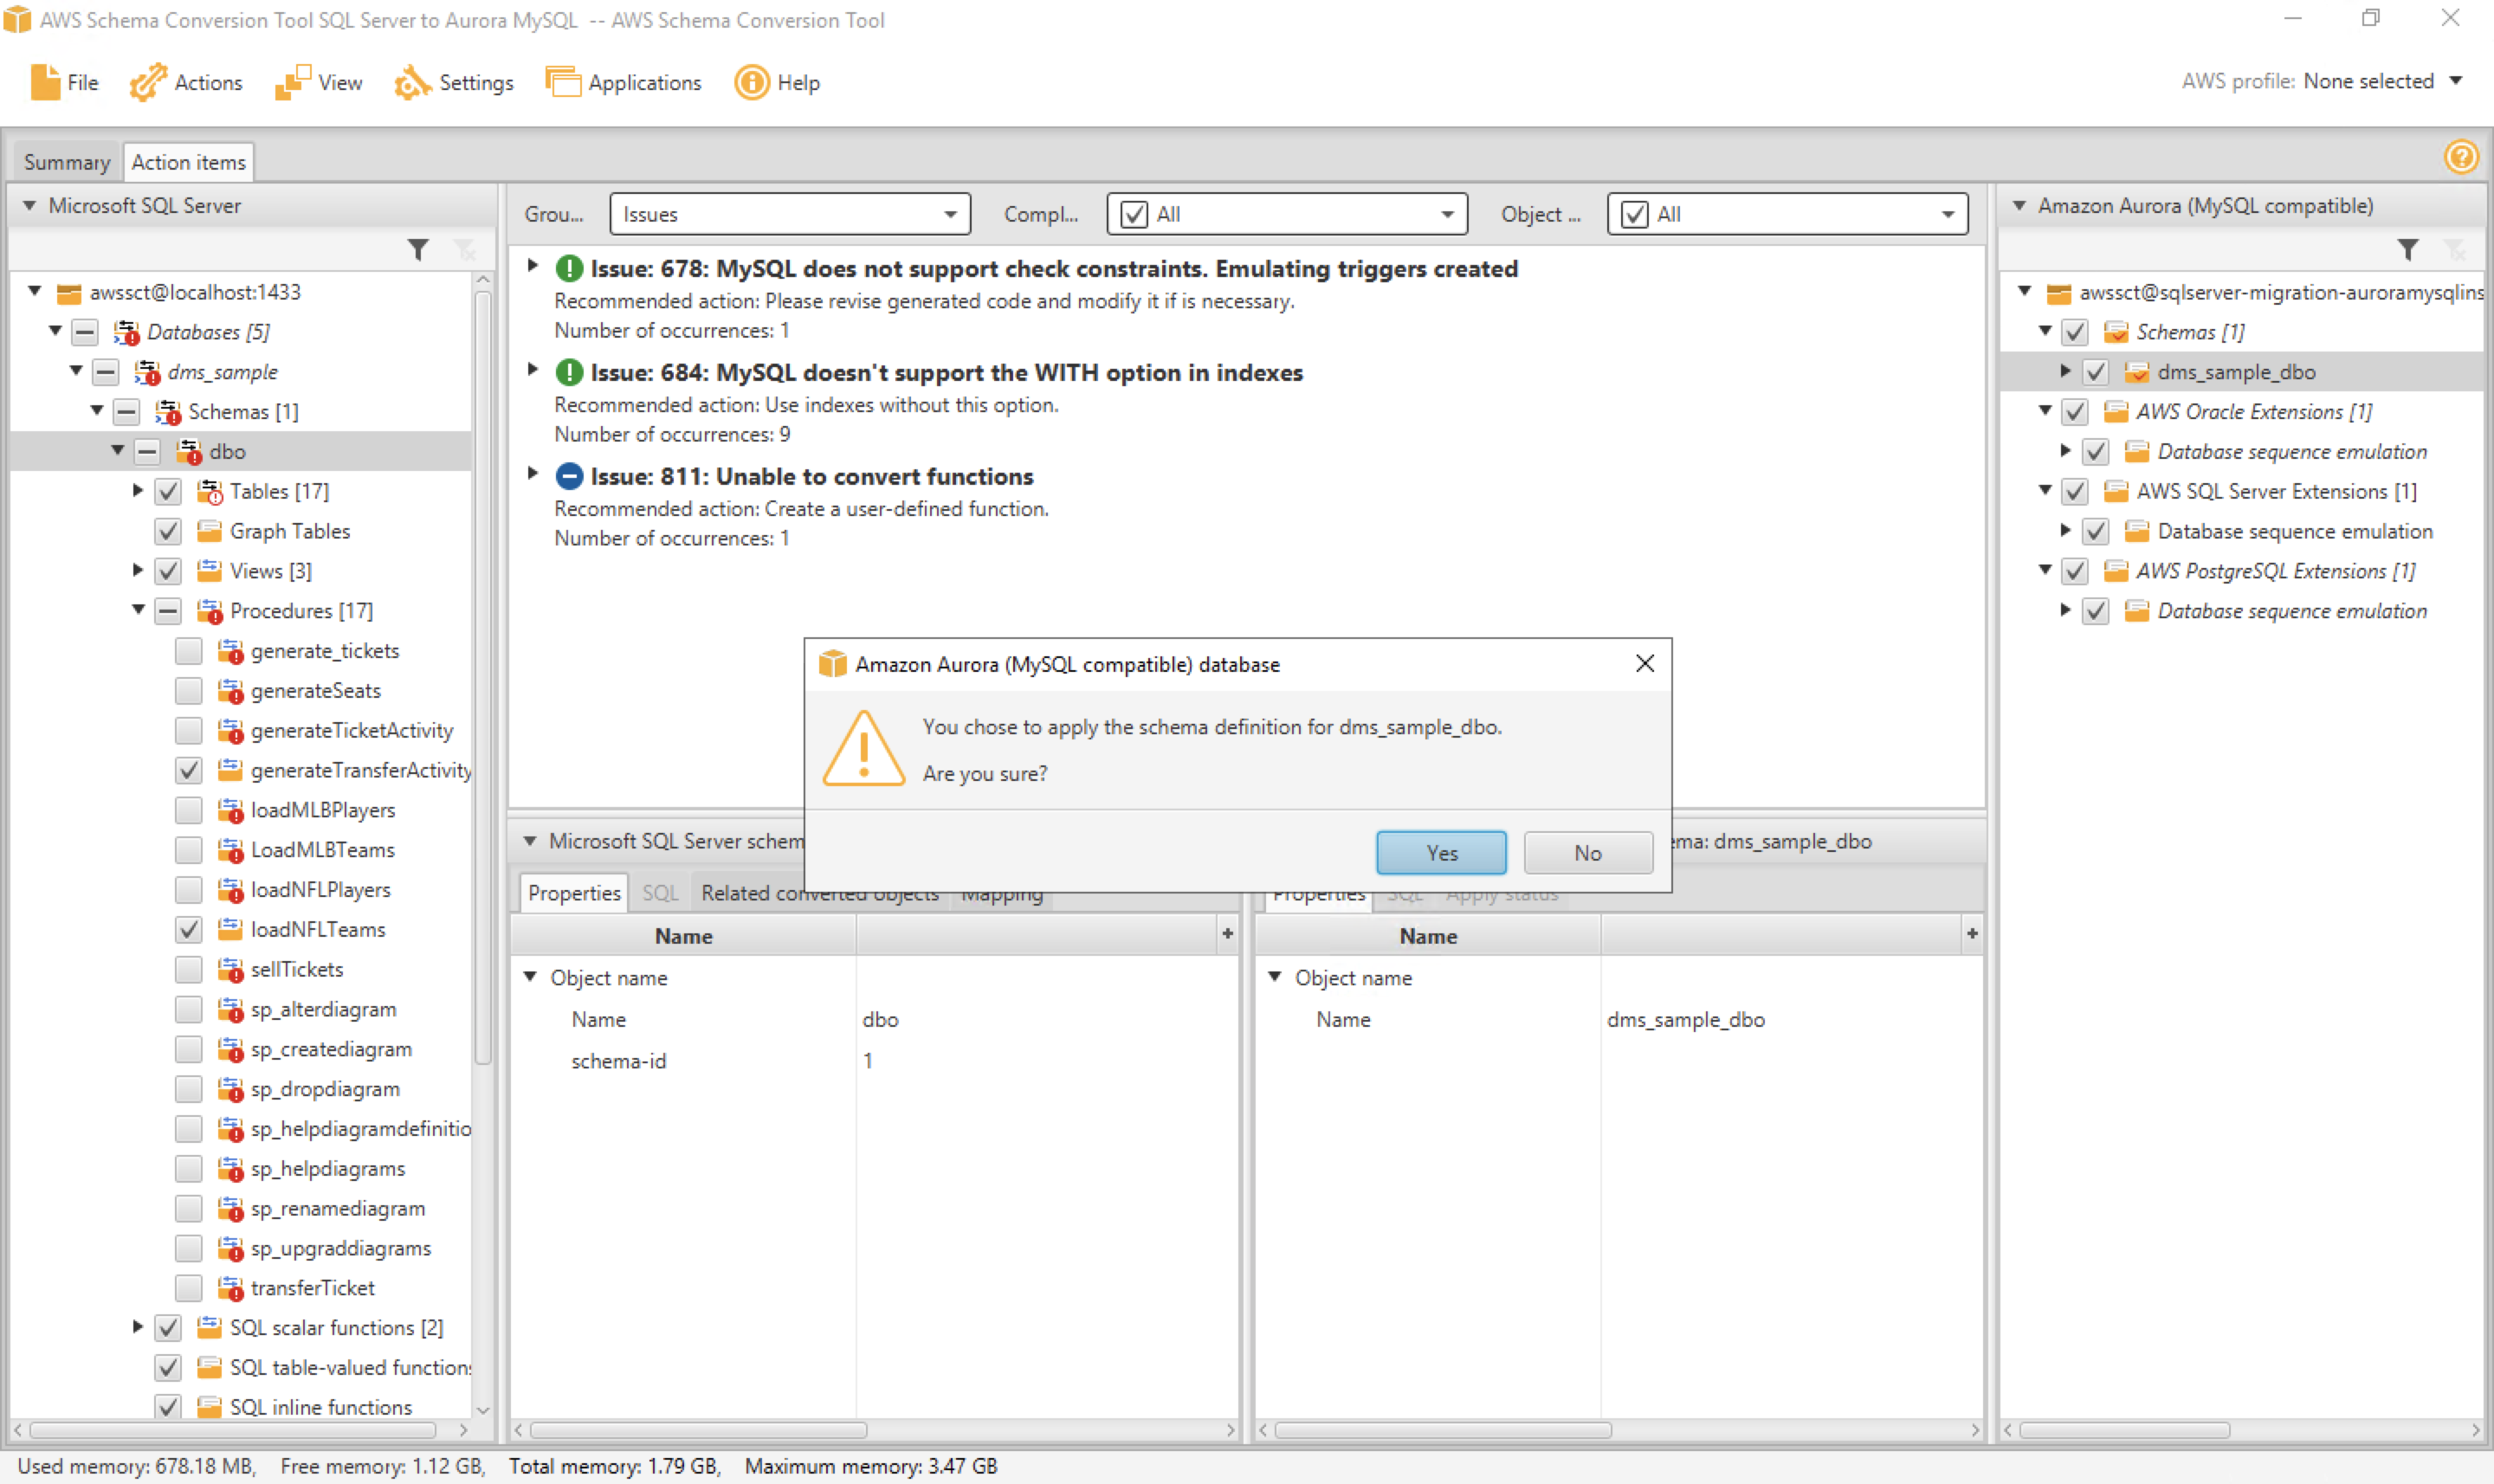 AWS Schema Conversion Tool SQL Server to Aurora MySQL -- AWS Schema Conversion Tool
File Actions View Settings Applications Help
AWS profile: None selected
Summary Action items
Microsoft SQL Server
awssct@localhost:1433
Databases [5]
dms_sample
Schemas [1]
dbo
Tables [17]
Graph Tables
Views [3]
Procedures [17]
generate_tickets
generateSeats
generateTicketActivity
generateTransferActivity
loadMLBPlayers
LoadMLBTeams
loadNFLPlayers
loadNFLTeams
sellTickets
sp_alterdiagram
sp_creatediagram
sp_dropdiagram
sp_helpdiagramdefinitio
sp_helpdiagrams
sp_renamediagram
sp_upgraddiagrams
transferTicket
SQL scalar functions [2]
SQL table-valued functions
SQL inline functions
Grou... Issues Compl... All Object ... All
Issue: 678: MySQL does not support check constraints. Emulating triggers created
Recommended action: Please revise generated code and modify it if is necessary.
Number of occurrences: 1
Issue: 684: MySQL doesn't support the WITH option in indexes
Recommended action: Use indexes without this option.
Number of occurrences: 9
Issue: 811: Unable to convert functions
Recommended action: Create a user-defined function.
Number of occurrences: 1
Amazon Aurora (MySQL compatible) database
You chose to apply the schema definition for dms_sample_dbo.
Are you sure?
Yes No
Microsoft SQL Server schem
Properties SQL Related converted objects Mapping
Name
Object name
Name dbo
schema-id 1
ema: dms_sample_dbo
Properties SQL Apply status
Name
Object name
Name dms_sample_dbo
Amazon Aurora (MySQL compatible)
awssct@sqlserver-migration-auroramysqlins
Schemas [1]
dms_sample_dbo
AWS Oracle Extensions [1]
Database sequence emulation
AWS SQL Server Extensions [1]
Database sequence emulation
AWS PostgreSQL Extensions [1]
Database sequence emulation
Used memory: 678.18 MB, Free memory: 1.12 GB, Total memory: 1.79 GB, Maximum memory: 3.47 GB